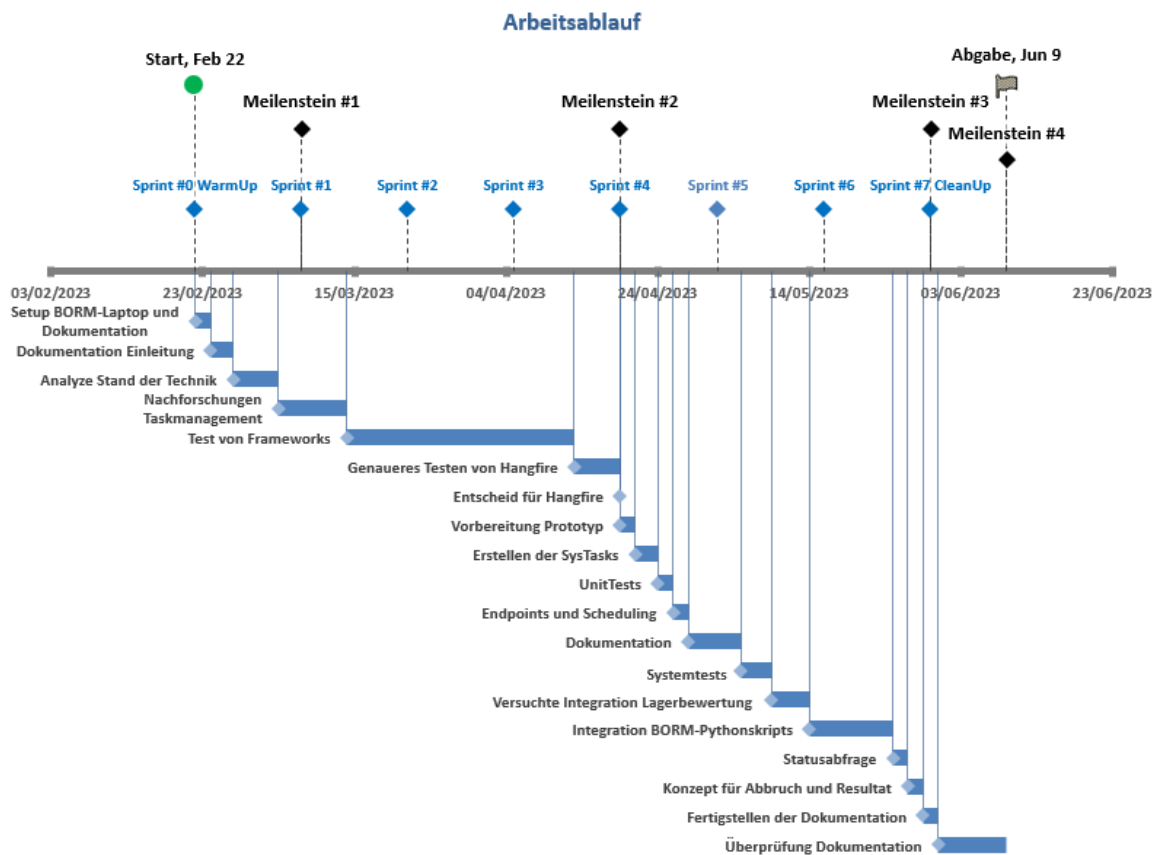 Arbeitsablauf
Start, Feb 22
Abgabe, Jun 9
Meilenstein #1
Meilenstein #2
Meilenstein #3
Meilenstein #4
Sprint #0 WarmUp
Sprint #1
Sprint #2
Sprint #3
Sprint #4
Sprint #5
Sprint #6
Sprint #7 CleanUp
03/02/2023
23/02/2023
15/03/2023
04/04/2023
24/04/2023
14/05/2023
03/06/2023
23/06/2023
Setup BORM-Laptop und
Dokumentation
Dokumentation Einleitung
Analyze Stand der Technik
Nachforschungen
Taskmanagement
Test von Frameworks
Genaueres Testen von Hangfire
Entscheid für Hangfire
Vorbereitung Prototyp
Erstellen der SysTasks
UnitTests
Endpoints und Scheduling
Dokumentation
Systemtests
Versuchte Integration Lagerbewertung
Integration BORM-Pythonskripts
Statusabfrage
Konzept für Abbruch und Resultat
Fertigstellen der Dokumentation
Überprüfung Dokumentation